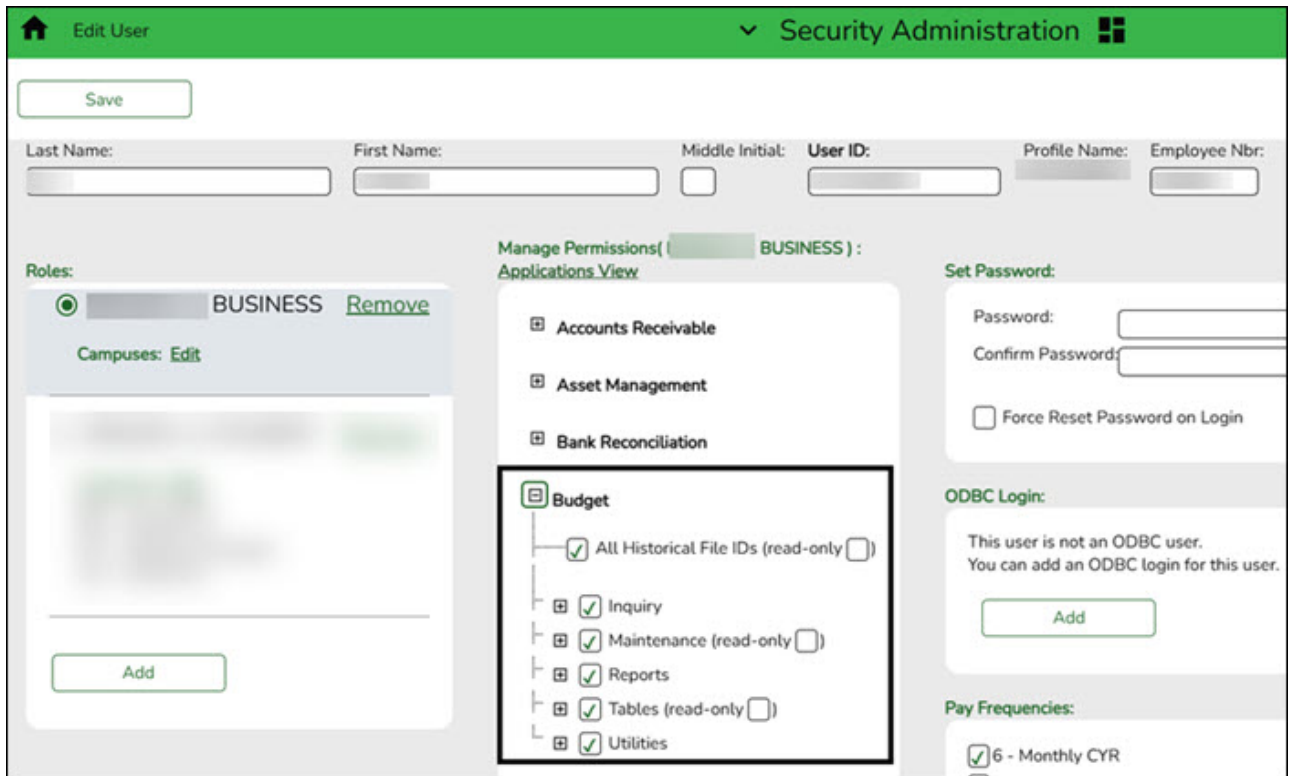 Edit User
Security Administration
Save
Last Name:
First Name:
Middle Initial:
User ID:
Profile Name:
Employee Nbr:
Roles:
BUSINESS Remove
Campuses: Edit
Add
Manage Permissions( BUSINESS ) :
Applications View
Accounts Receivable
Asset Management
Bank Reconciliation
Budget
All Historical File IDs (read-only )
Inquiry
Maintenance (read-only )
Reports
Tables (read-only )
Utilities
Set Password:
Password:
Confirm Password:
Force Reset Password on Login
ODBC Login:
This user is not an ODBC user.
You can add an ODBC login for this user.
Add
Pay Frequencies:
6 - Monthly CYR